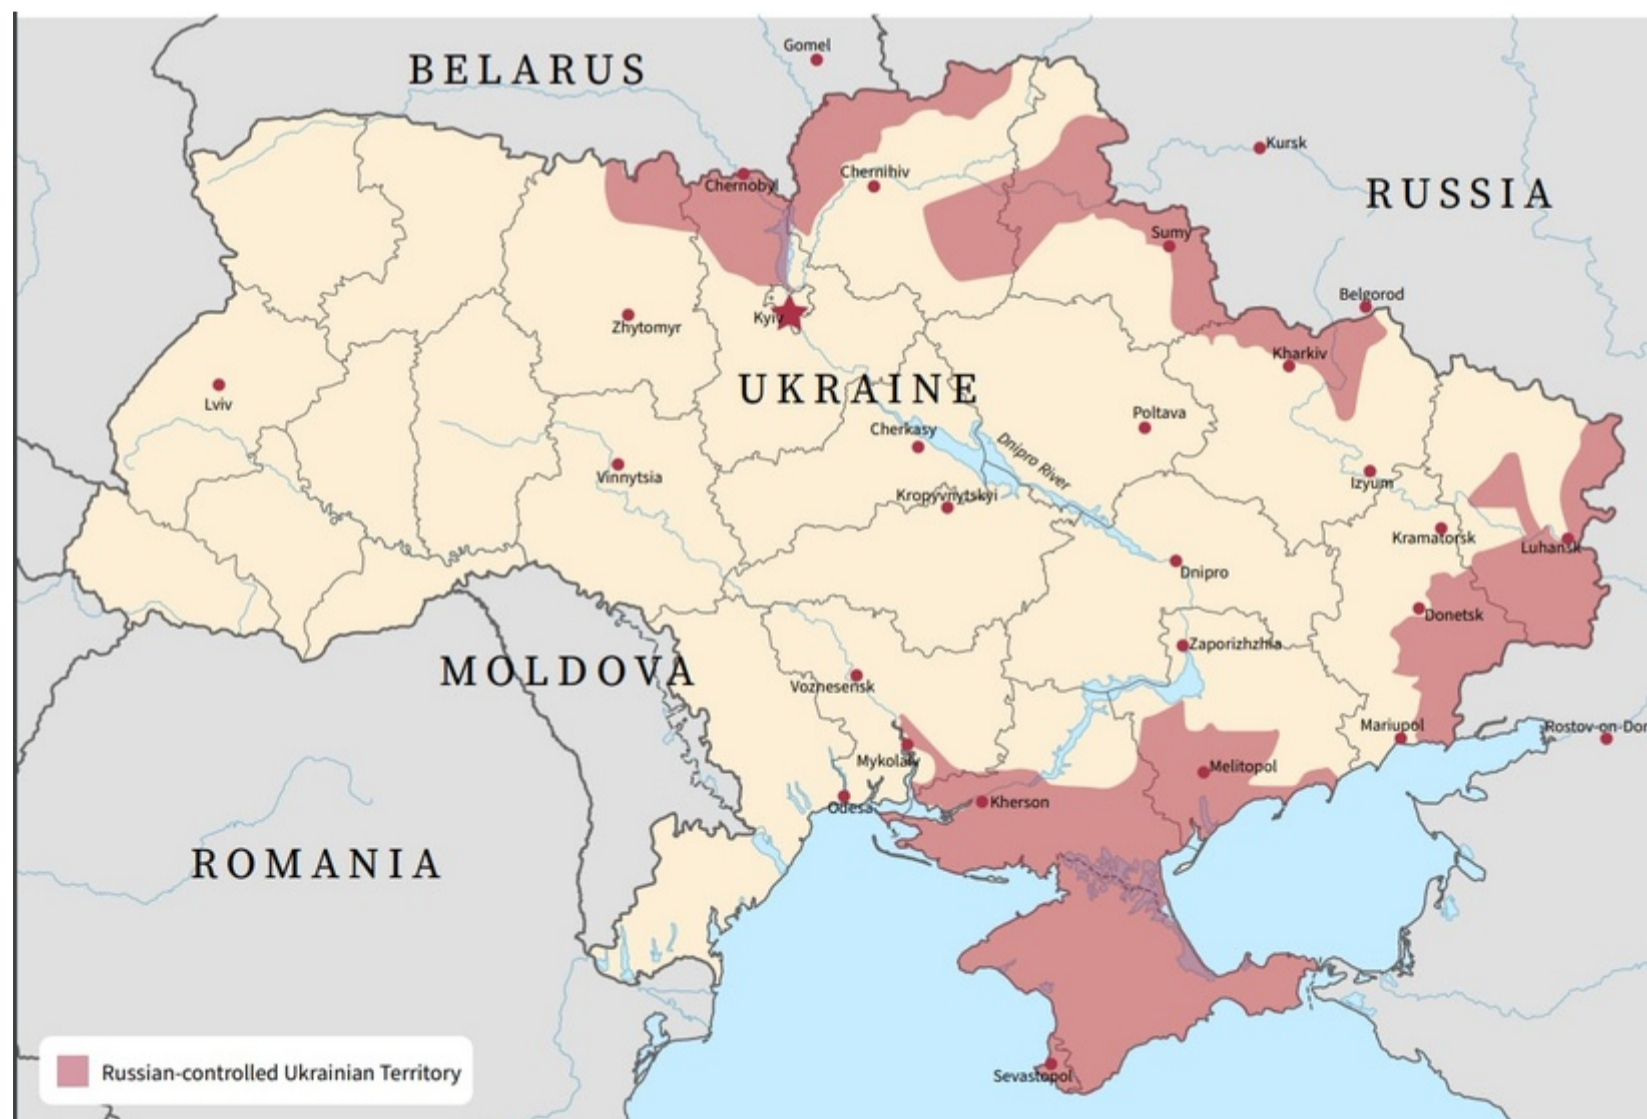 Gomel
BELARUS
Kursk
Chernihiv
Chernobyl
RUSSIA
Sumy
Belgorod
Kyiv
Zhytomyr
Kharkiv
UKRAINE
Lviv
Poltava
Cherkasy
Dnipro River
Vinnytsia
Izyum
Kropyvnytskyi
Kramatorsk
Luhansk
Dnipro
Donetsk
Zaporizhzhia
MOLDOVA
Voznesensk
Mariupol
Rostov-on-Don
Mykolaiv
Melitopol
Kherson
Odesa
ROMANIA
Russian-controlled Ukrainian Territory
Sevastopol